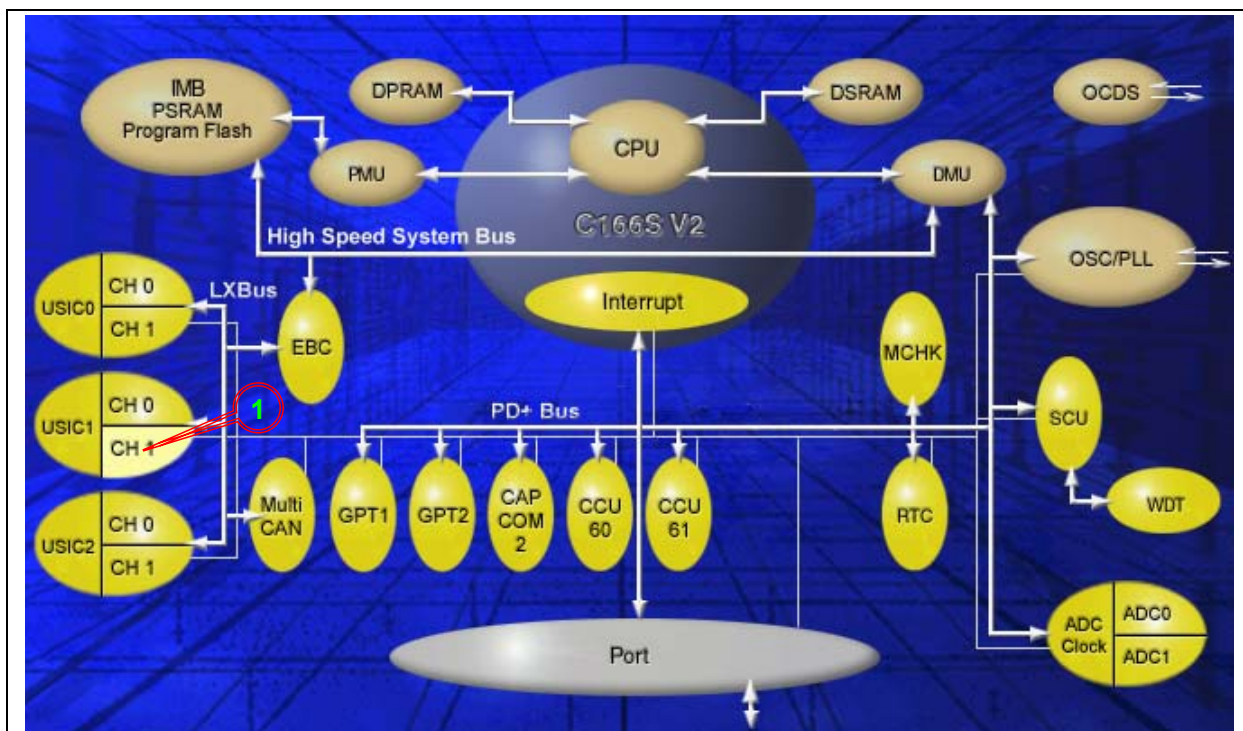 IMB
PSRAM
Program Flash
DPRAM
DSRAM
OCDS
CPU
PMU
DMU
C166S V2
High Speed System Bus
OSC/PLL
USIC0
CH 0
CH 1
LXBus
EBC
Interrupt
MCHK
USIC1
CH 0
CH 1
1
PD+ Bus
SCU
USIC2
CH 0
CH 1
Multi
CAN
GPT1
GPT2
CAP
COM
2
CCU
60
CCU
61
RTC
WDT
Port
ADC
Clock
ADC0
ADC1